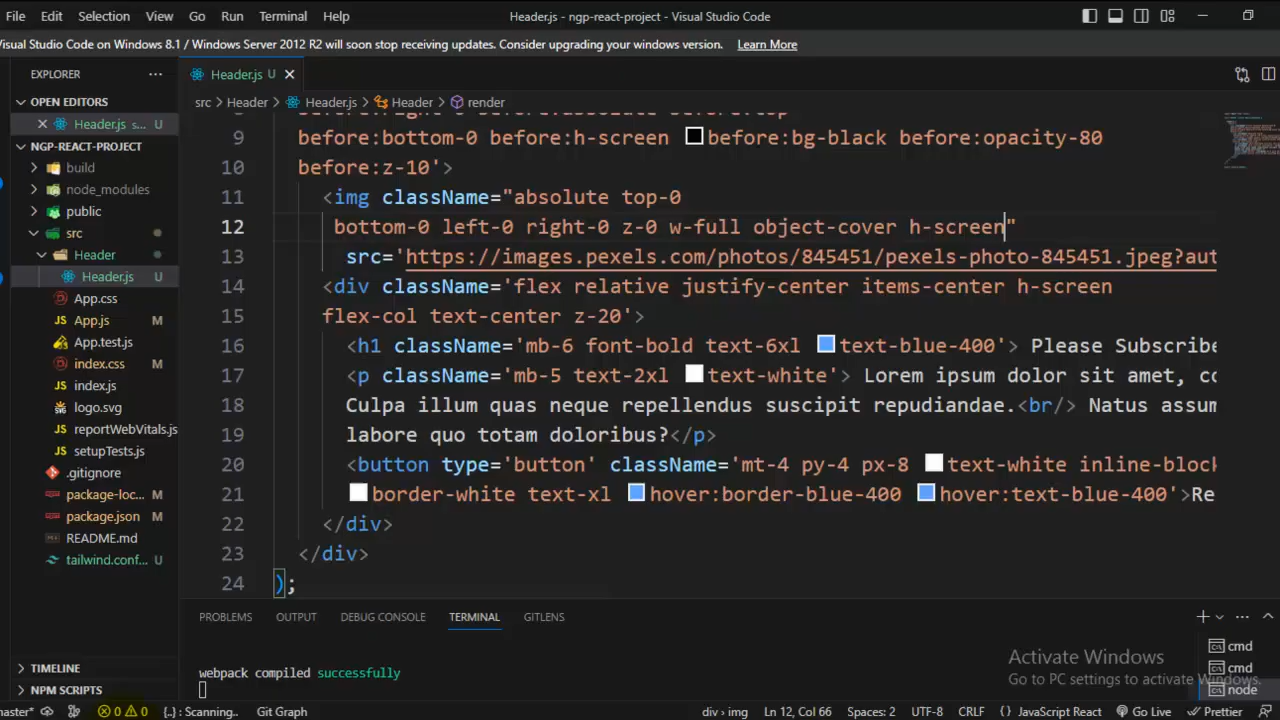 File Edit Selection View Go Run Terminal Help Header.js - ngp-react-project - Visual Studio Code
Visual Studio Code on Windows 8.1 / Windows Server 2012 R2 will soon stop receiving updates. Consider upgrading your windows version. Learn More
EXPLORER
Header.js U
OPEN EDITORS
src > Header > Header.js > Header > render
Header.js s... U
NGP-REACT-PROJECT
build
node_modules
public
src
Header
Header.js U
App.css
App.js M
App.test.js
index.css M
index.js
logo.svg
reportWebVitals.js
setupTests.js
.gitignore
package-loc... M
package.json M
README.md
tailwind.conf... U
TIMELINE
NPM SCRIPTS
9 before:bottom-0 before:h-screen before:bg-black before:opacity-80
10 before:z-10'>
11 <img className="absolute top-0
12 bottom-0 left-0 right-0 z-0 w-full object-cover h-screen"
13 src='https://images.pexels.com/photos/845451/pexels-photo-845451.jpeg?aut
14 <div className='flex relative justify-center items-center h-screen
15 flex-col text-center z-20'>
16 <h1 className='mb-6 font-bold text-6xl text-blue-400'> Please Subscribe
17 <p className='mb-5 text-2xl text-white'> Lorem ipsum dolor sit amet, co
18 Culpa illum quas neque repellendus suscipit repudiandae.<br/> Natus assum
19 labore quo totam doloribus?</p>
20 <button type='button' className='mt-4 py-4 px-8 text-white inline-block
21 border-white text-xl hover:border-blue-400 hover:text-blue-400'>Re
22 </div>
23 </div>
24 );
PROBLEMS OUTPUT DEBUG CONSOLE TERMINAL GITLENS
webpack compiled successfully
cmd
cmd
node
Activate Windows
Go to PC settings to activate Windows.
master* 0 0 {..} : Scanning.. Git Graph div › img Ln 12, Col 66 Spaces: 2 UTF-8 CRLF {} JavaScript React Go Live Prettier